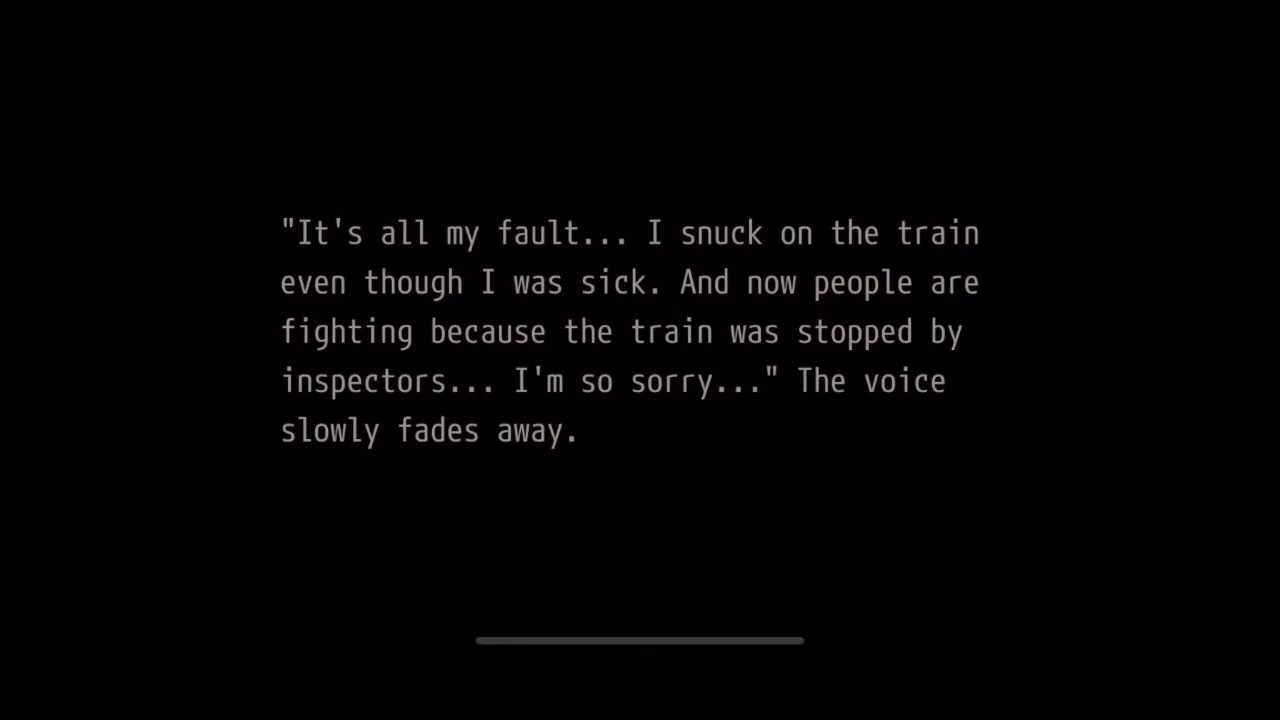 "It's all my fault... I snuck on the train
even though I was sick. And now people are
fighting because the train was stopped by
inspectors... I'm so sorry..." The voice
slowly fades away.